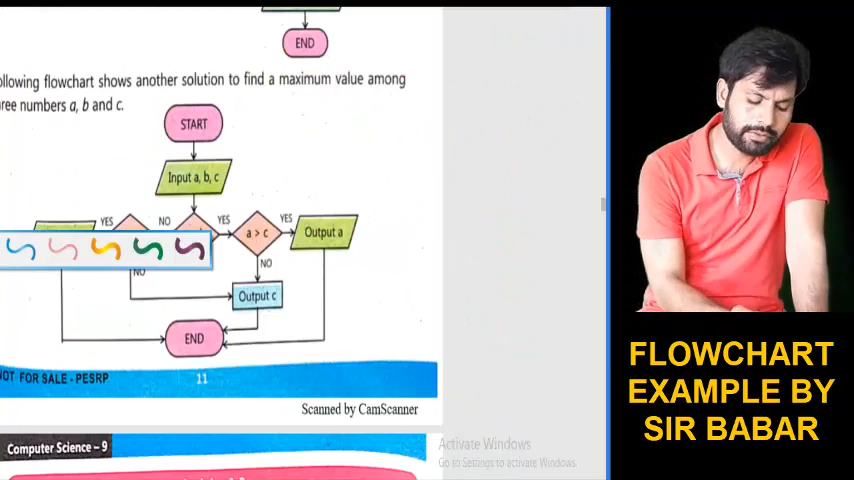 END
ollowing flowchart shows another solution to find a maximum value among
ree numbers a, b and c.
START
Input a, b, c
YES
NO
YES
a > c
YES
Output a
NO
NO
Output c
END
NOT FOR SALE - PESRP
11
Scanned by CamScanner
Computer Science – 9
Activate Windows
Go to Settings to activate Windows.
FLOWCHART
EXAMPLE BY
SIR BABAR